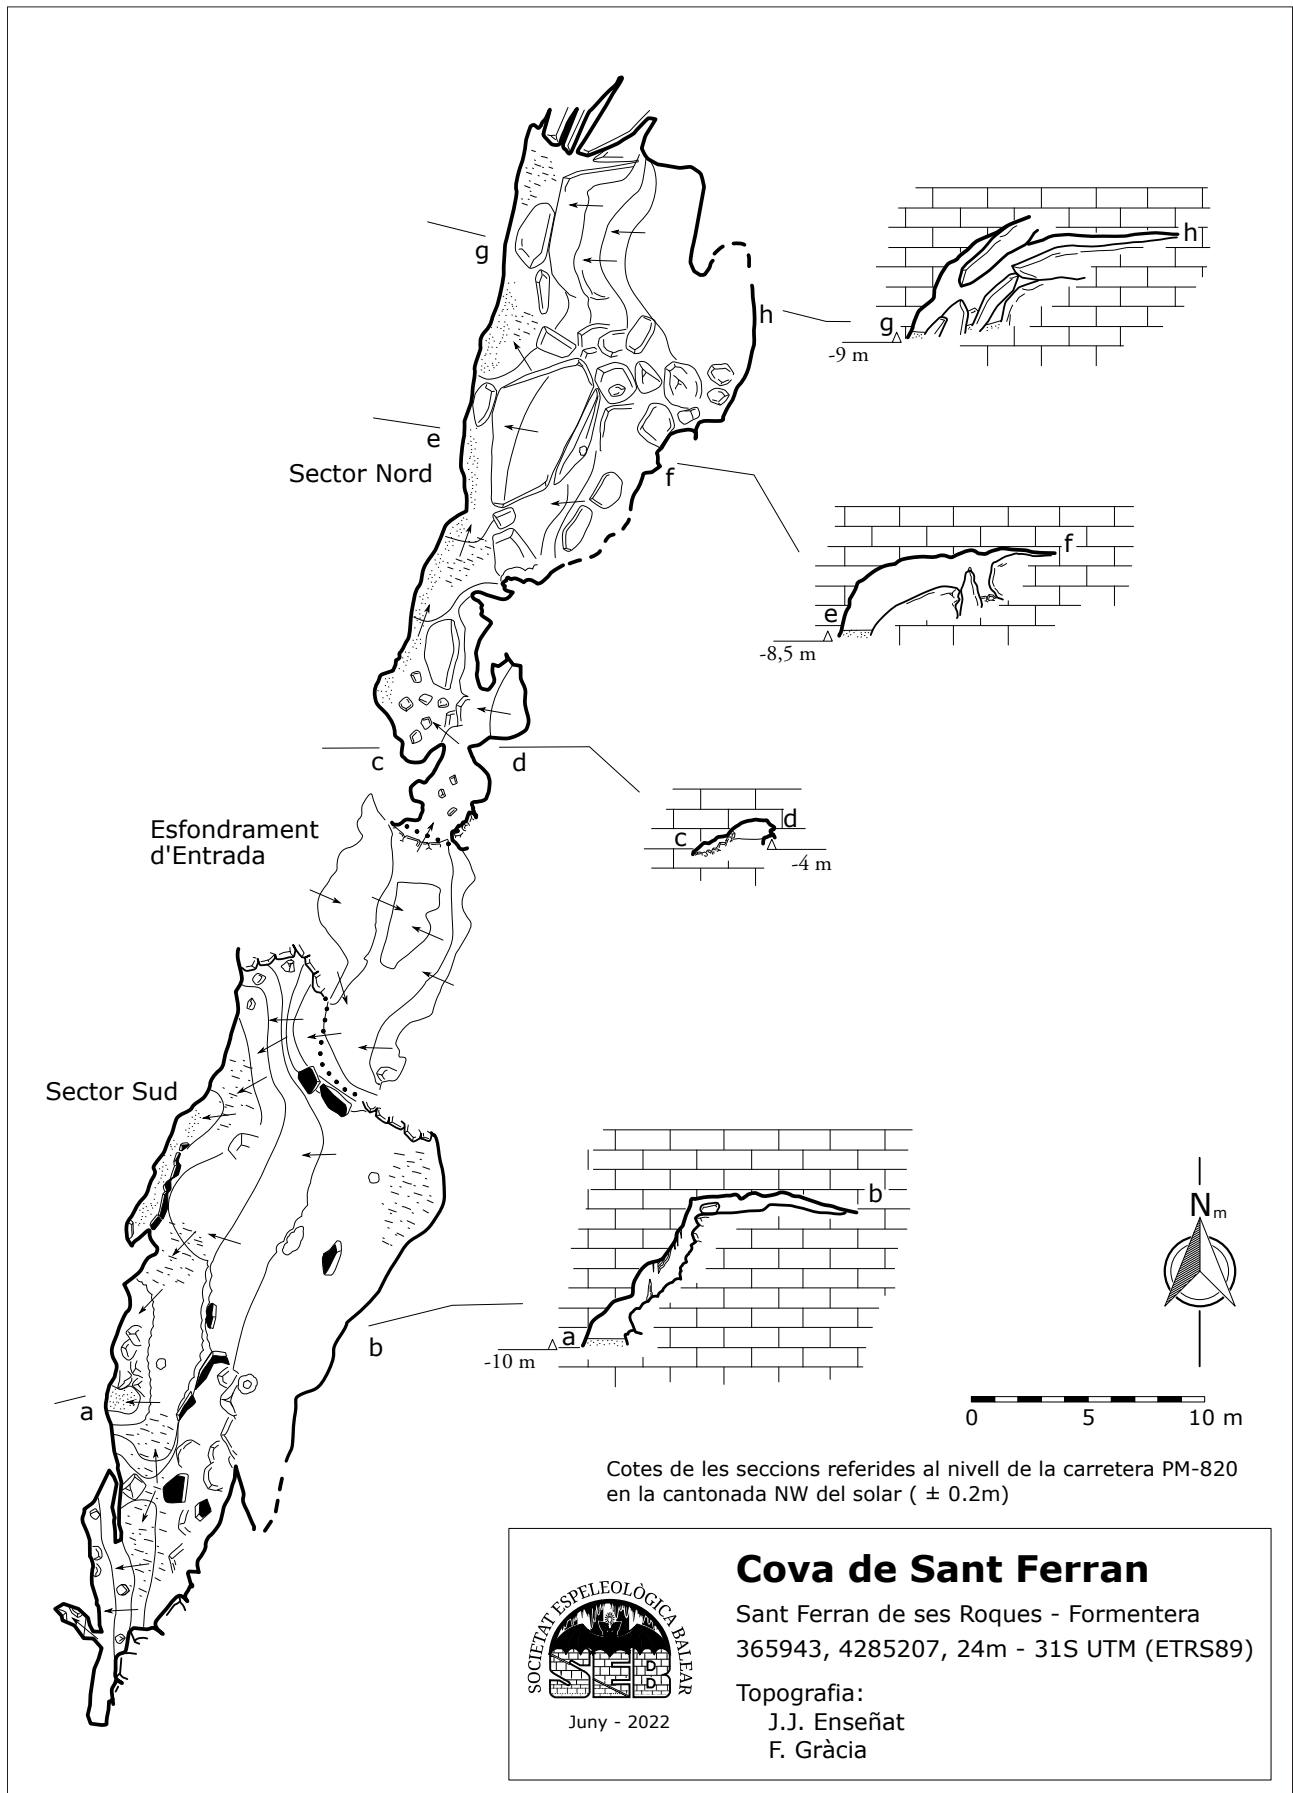 g
h
e
Sector Nord
f
c
d
Esfondrament
d'Entrada
Sector Sud
b
a
h
g
-9 m
f
e
-8,5 m
d
c
-4 m
b
a
-10 m
Nm
0 5 10 m
Cotes de les seccions referides al nivell de la carretera PM-820
en la cantonada NW del solar ( ± 0.2m)
SOCIETAT ESPELEOLÒGICA BALEAR
SEB
Juny - 2022
Cova de Sant Ferran
Sant Ferran de ses Roques - Formentera
365943, 4285207, 24m - 31S UTM (ETRS89)
Topografia:
J.J. Enseñat
F. Gràcia